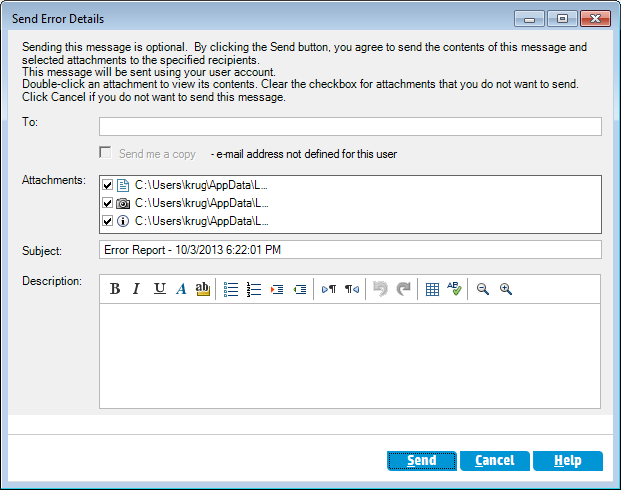 Send Error Details
Sending this message is optional.  By clicking the Send button, you agree to send the contents of this message and
selected attachments to the specified recipients.
This message will be sent using your user account.
Double-click an attachment to view its contents. Clear the checkbox for attachments that you do not want to send.
Click Cancel if you do not want to send this message.
To:
Send me a copy  - e-mail address not defined for this user
Attachments:
C:\Users\krug\AppData\L...
C:\Users\krug\AppData\L...
C:\Users\krug\AppData\L...
Subject: Error Report - 10/3/2013 6:22:01 PM
Description:
B I U A ab
Send Cancel Help